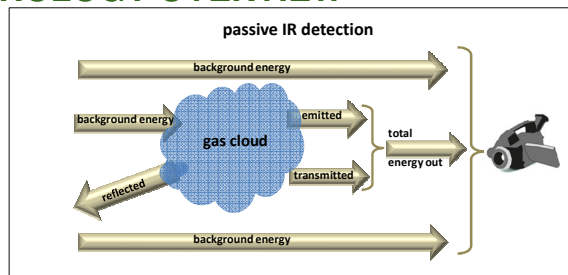 passive IR detection
background energy
background energy
emitted
gas cloud
total
energy out
transmitted
reflected
background energy